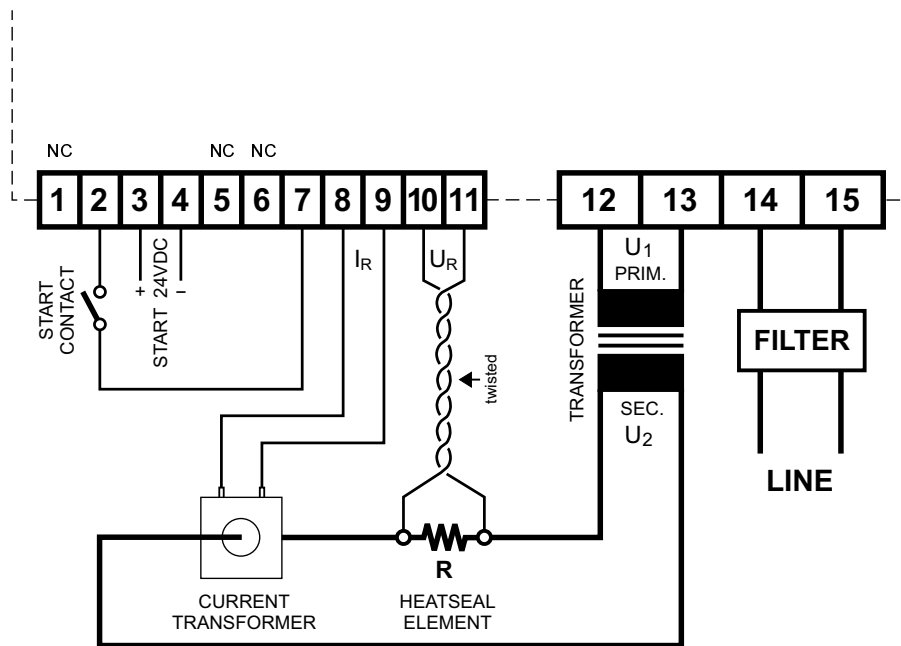 NC NC NC
1 2 3 4 5 6 7 8 9 10 11 12 13 14 15
START
CONTACT
+ START 24VDC –
IR
UR
twisted
TRANSFORMER
U1
PRIM.
SEC.
U2
FILTER
LINE
R
CURRENT
TRANSFORMER
HEATSEAL
ELEMENT